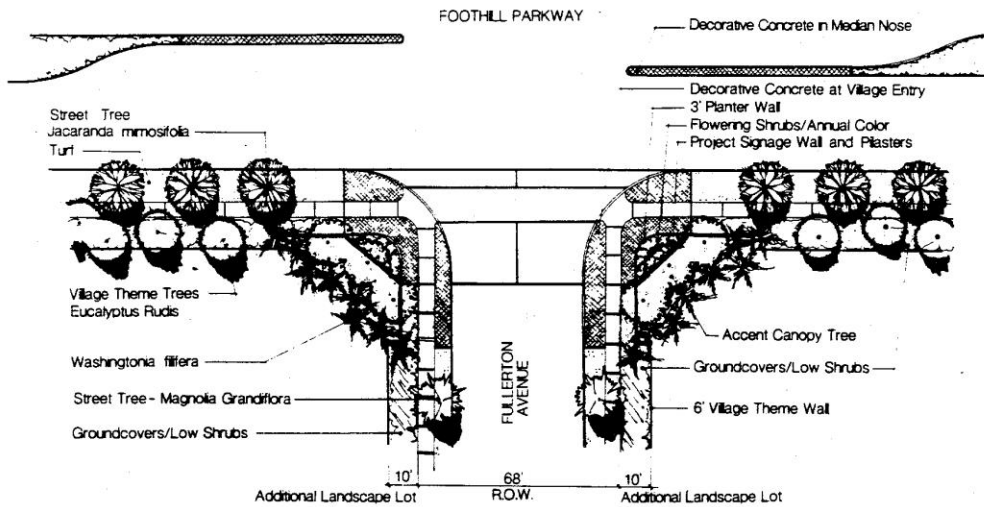 FOOTHILL PARKWAY
Decorative Concrete in Median Nose
Decorative Concrete at Village Entry
3' Planter Wall
Flowering Shrubs/Annual Color
Project Signage Wall and Pilasters
Street Tree
Jacaranda mimosifolia
Turf
Village Theme Trees
Eucalyptus Rudis
Washingtonia filifera
Street Tree - Magnolia Grandiflora
Groundcovers/Low Shrubs
FULLERTON
AVENUE
Accent Canopy Tree
Groundcovers/Low Shrubs
6' Village Theme Wall
10' 68' 10'
Additional Landscape Lot R.O.W. Additional Landscape Lot